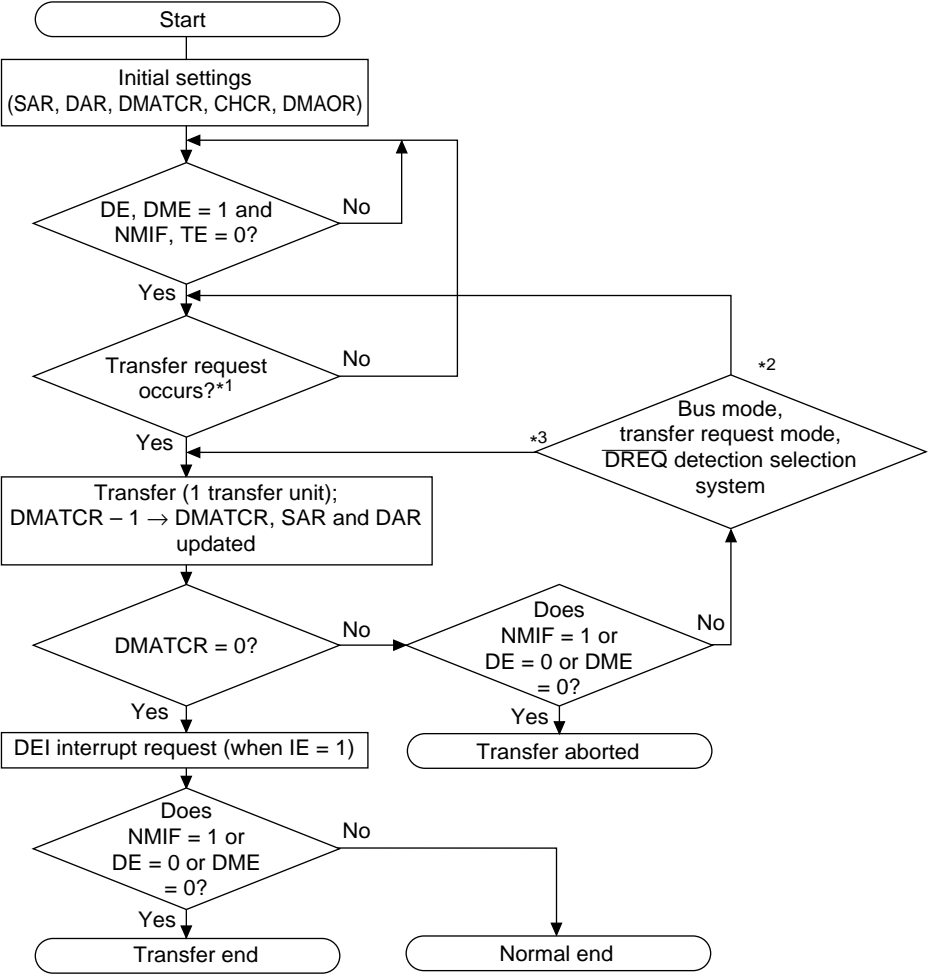 Start
Initial settings
(SAR, DAR, DMATCR, CHCR, DMAOR)
DE, DME = 1 and
NMIF, TE = 0?
No
Yes
Transfer request
occurs?*1
No
Yes
*2
Bus mode,
transfer request mode,
DREQ detection selection
system
*3
Transfer (1 transfer unit);
DMATCR – 1 → DMATCR, SAR and DAR
updated
DMATCR = 0?
No
Does
NMIF = 1 or
DE = 0 or DME
= 0?
No
Yes
Yes
Transfer aborted
DEI interrupt request (when IE = 1)
Does
NMIF = 1 or
DE = 0 or DME
= 0?
No
Yes
Transfer end
Normal end